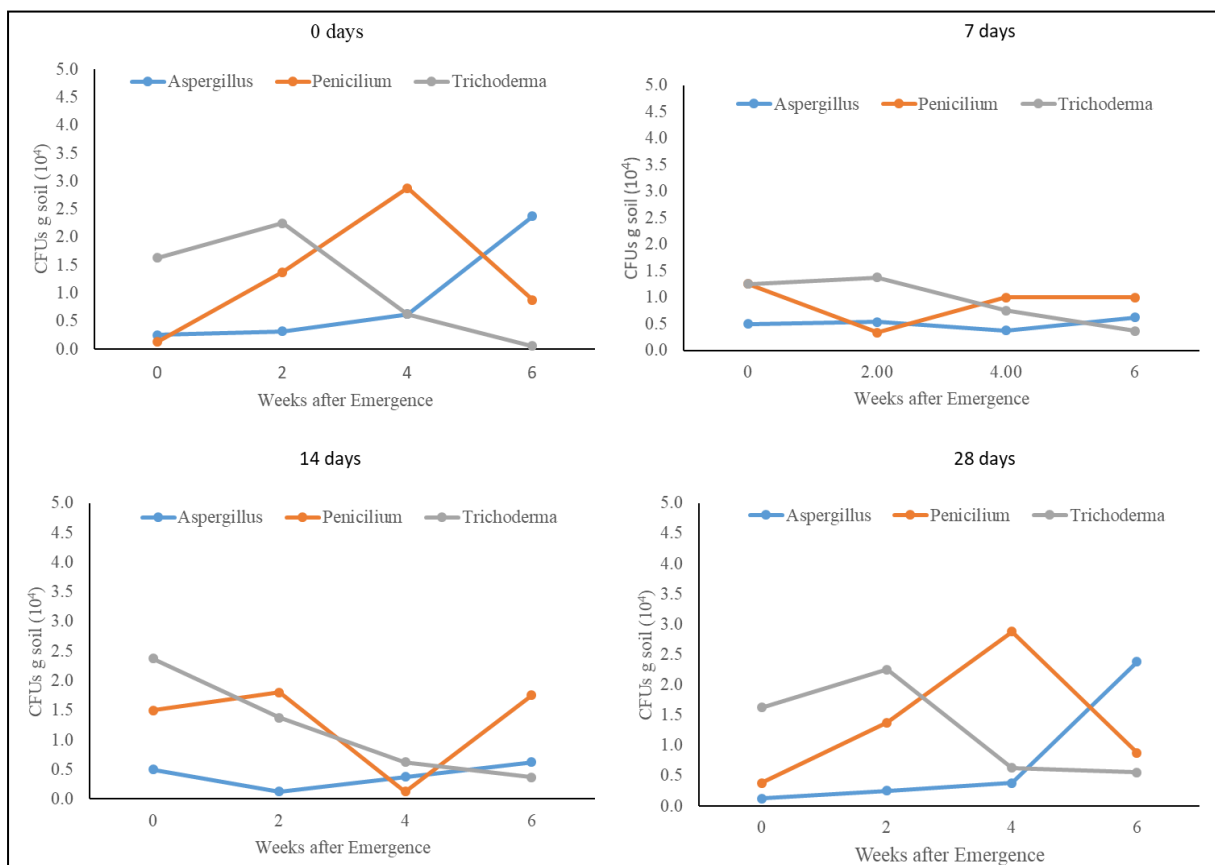 0 days
Aspergillus Penicilium Trichoderma
5.0
4.5
4.0
3.5
3.0
2.5
2.0
1.5
1.0
0.5
0.0
CFUs g soil (10⁴)
0 2 4 6
Weeks after Emergence
7 days
Aspergillus Penicilium Trichoderma
5.0
4.5
4.0
3.5
3.0
2.5
2.0
1.5
1.0
0.5
0.0
CFUs g soil (10⁴)
0 2.00 4.00 6
Weeks after Emergence
14 days
Aspergillus Penicilium Trichoderma
5.0
4.5
4.0
3.5
3.0
2.5
2.0
1.5
1.0
0.5
0.0
CFUs g soil (10⁴)
0 2 4 6
Weeks after Emergence
28 days
Aspergillus Penicilium Trichoderma
5.0
4.5
4.0
3.5
3.0
2.5
2.0
1.5
1.0
0.5
0.0
CFUs g soil (10⁴)
0 2 4 6
Weeks after Emergence